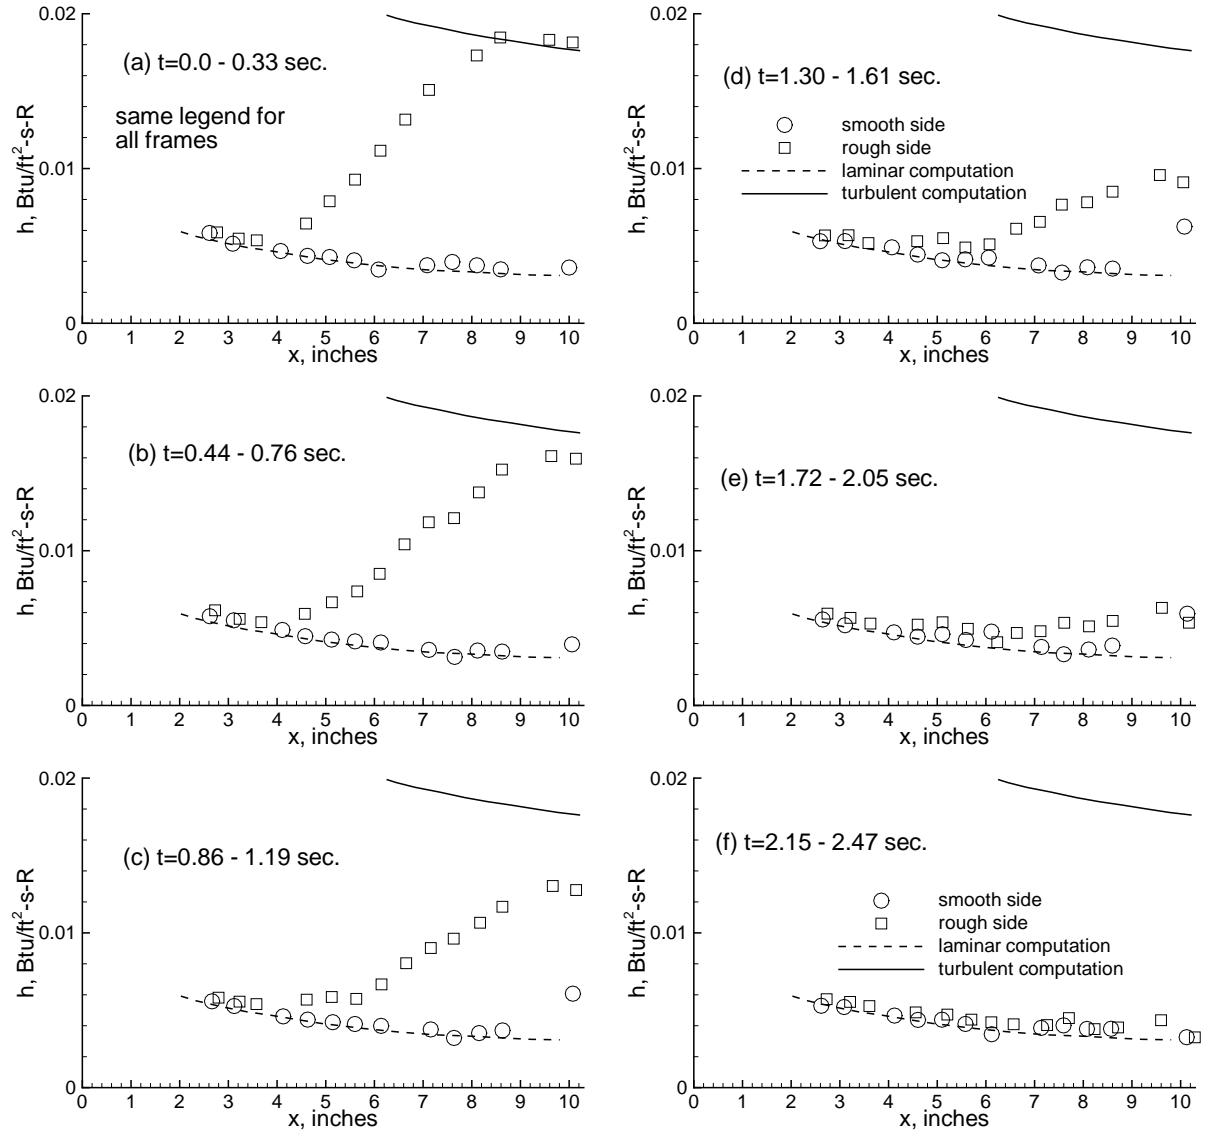 0.02
(a) t=0.0 - 0.33 sec.
same legend for
all frames
0.01
h, Btu/ft²-s-R
0
0 1 2 3 4 5 6 7 8 9 10
x, inches
(d) t=1.30 - 1.61 sec.
smooth side
rough side
laminar computation
turbulent computation
0.02
0.01
h, Btu/ft²-s-R
0
0 1 2 3 4 5 6 7 8 9 10
x, inches
0.02
(b) t=0.44 - 0.76 sec.
0.01
h, Btu/ft²-s-R
0
0 1 2 3 4 5 6 7 8 9 10
x, inches
0.02
(e) t=1.72 - 2.05 sec.
0.01
h, Btu/ft²-s-R
0
0 1 2 3 4 5 6 7 8 9 10
x, inches
0.02
(c) t=0.86 - 1.19 sec.
0.01
h, Btu/ft²-s-R
0
0 1 2 3 4 5 6 7 8 9 10
x, inches
0.02
(f) t=2.15 - 2.47 sec.
smooth side
rough side
laminar computation
turbulent computation
0.01
h, Btu/ft²-s-R
0
0 1 2 3 4 5 6 7 8 9 10
x, inches